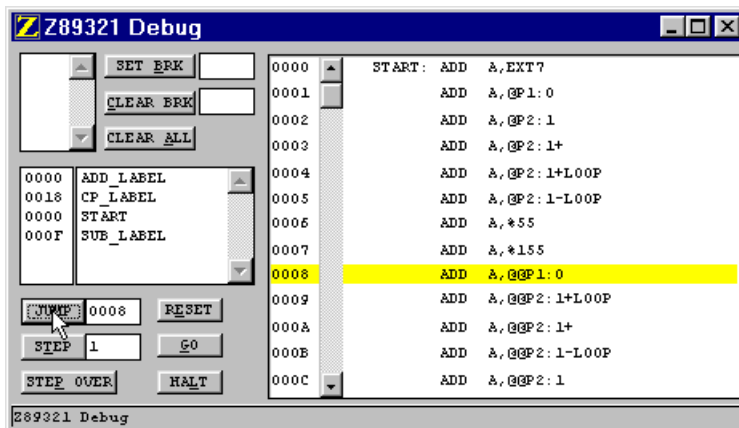 Z Z89321 Debug
SET BRK
CLEAR BRK
CLEAR ALL
0000 ADD_LABEL
0018 CP_LABEL
0000 START
000F SUB_LABEL
JUMP 0008 RESET
STEP 1 GO
STEP OVER HALT
0000 START: ADD A,EXT7
0001 ADD A,@P1:0
0002 ADD A,@P2:1
0003 ADD A,@P2:1+
0004 ADD A,@P2:1+LOOP
0005 ADD A,@P2:1-LOOP
0006 ADD A,%55
0007 ADD A,%155
0008 ADD A,@@P1:0
0009 ADD A,@@P2:1+LOOP
000A ADD A,@@P2:1+
000B ADD A,@@P2:1-LOOP
000C ADD A,@@P2:1
Z89321 Debug